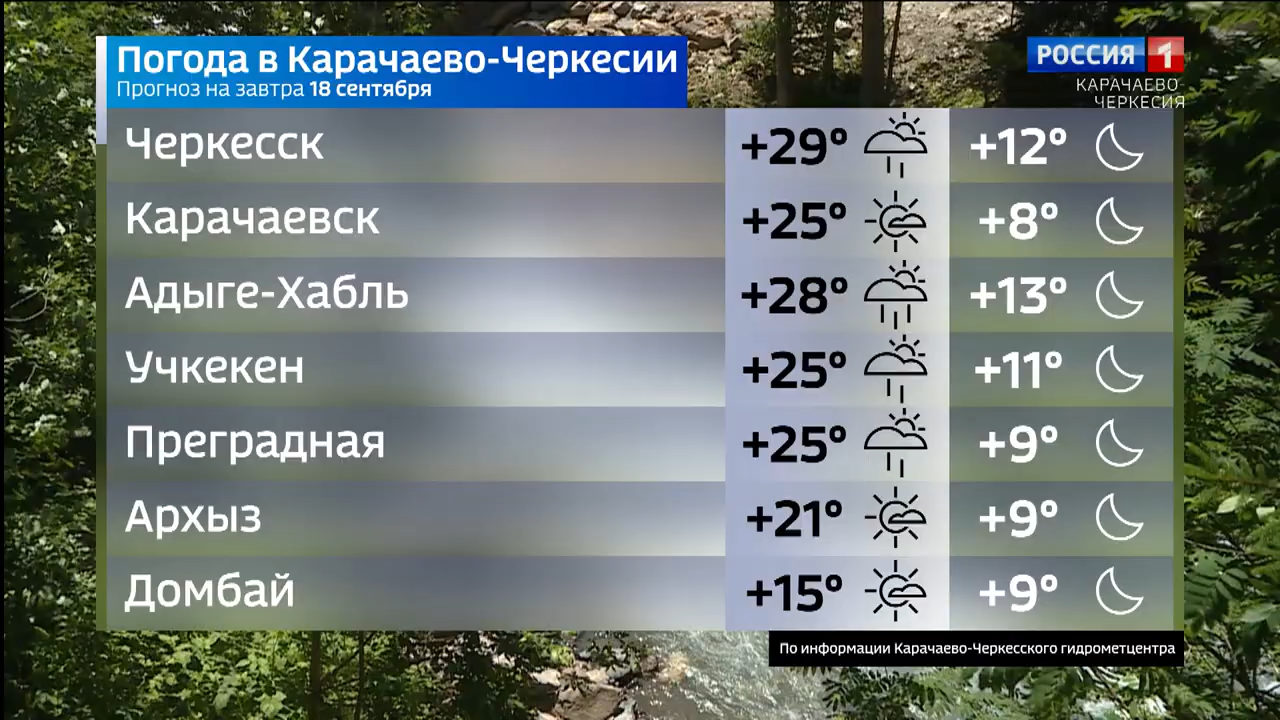 Погода в Карачаево-Черкесии
Прогноз на завтра 18 сентября
РОССИЯ 1
КАРАЧАЕВО
ЧЕРКЕСИЯ
Черкесск +29° +12°
Карачаевск +25° +8°
Адыге-Хабль +28° +13°
Учкекен +25° +11°
Преградная +25° +9°
Архыз +21° +9°
Домбай +15° +9°
По информации Карачаево-Черкесского гидрометцентра